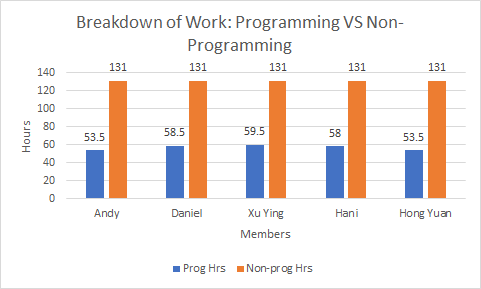 Breakdown of Work: Programming VS Non-
Programming
Hours
140
120
100
80
60
40
20
0
53.5
131
58.5
131
59.5
131
58
131
53.5
131
Andy
Daniel
Xu Ying
Hani
Hong Yuan
Members
Prog Hrs
Non-prog Hrs